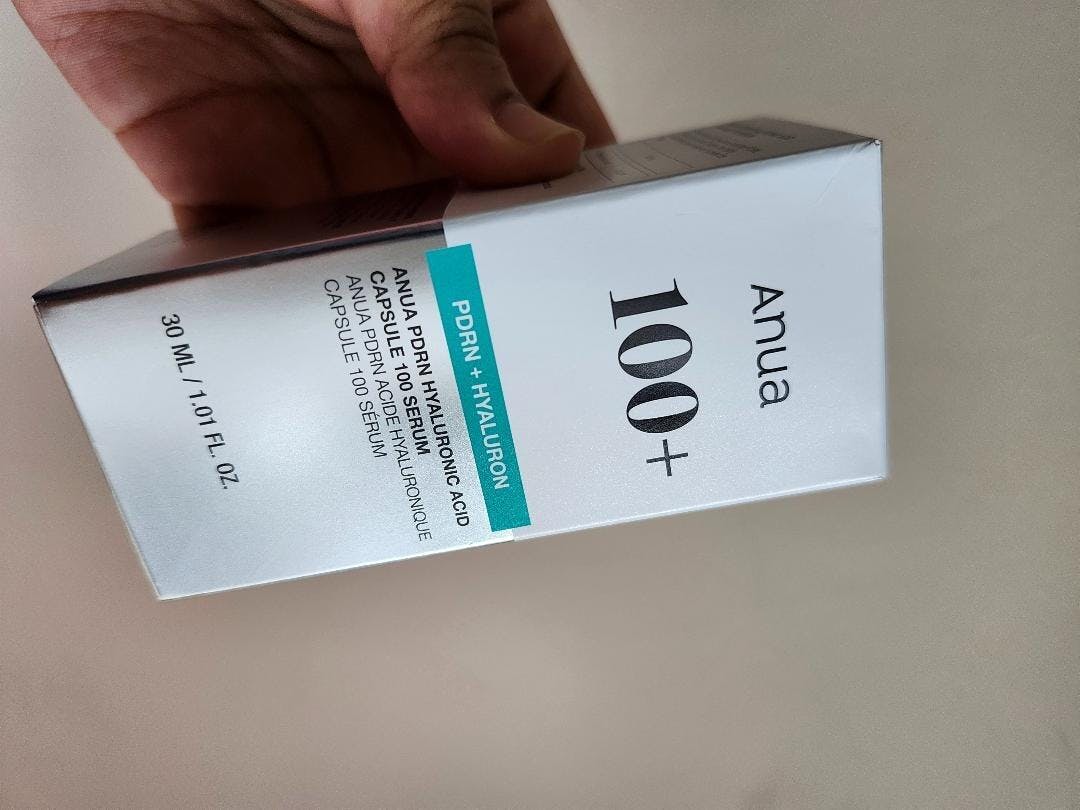 Anua
100+
PDRN + HYALURON
ANUA PDRN HYALURONIC ACID
CAPSULE 100 SERUM
ANUA PDRN ACIDE HYALURONIQUE
CAPSULE 100 SÉRUM
30 ML / 1.01 FL. OZ.